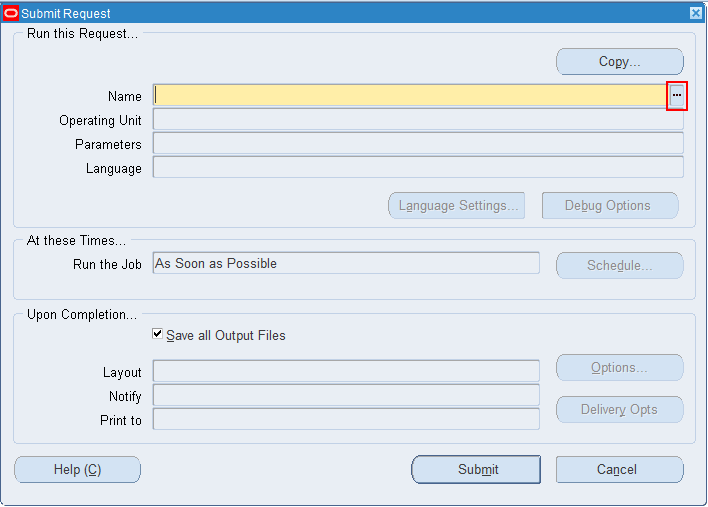 Submit Request
Run this Request...
Copy...
Name
...
Operating Unit
Parameters
Language
Language Settings...
Debug Options
At these Times...
Run the Job As Soon as Possible
Schedule...
Upon Completion...
Save all Output Files
Layout
Options...
Notify
Delivery Opts
Print to
Help (C) Submit Cancel